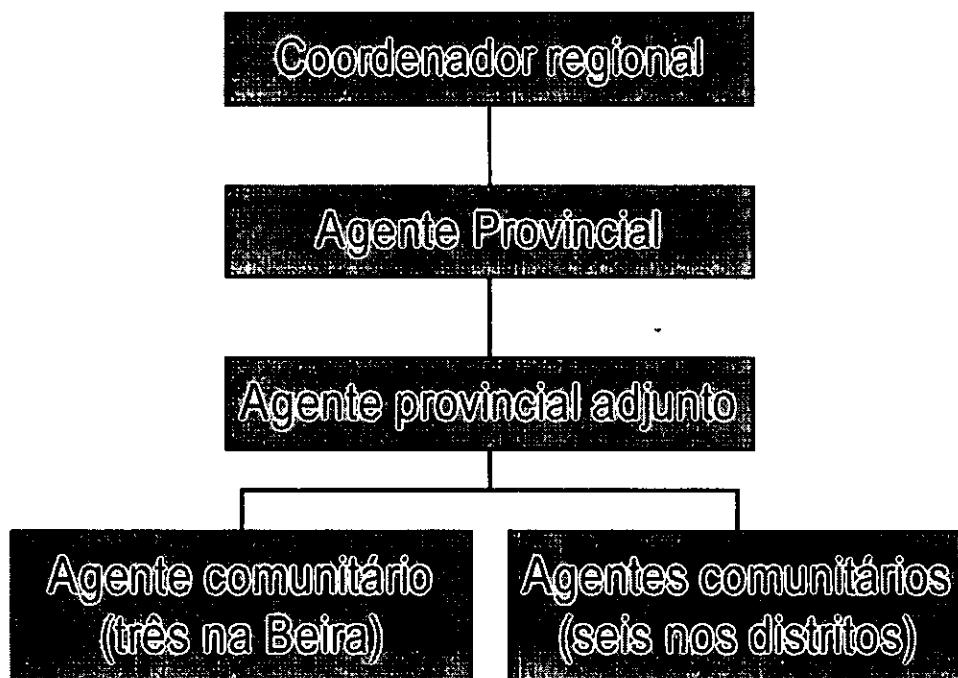 Coordenador regional
Agente Provincial
Agente provincial adjunto
Agente comunitário
(três na Beira)
Agentes comunitários
(seis nos distritos)